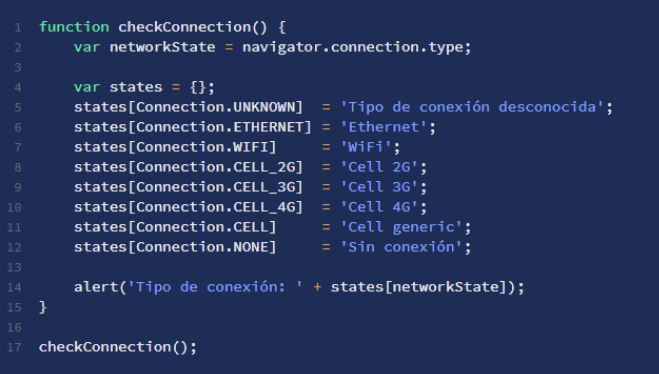 1 function checkConnection() {
2     var networkState = navigator.connection.type;
3
4     var states = {};
5     states[Connection.UNKNOWN]  = 'Tipo de conexión desconocida';
6     states[Connection.ETHERNET] = 'Ethernet';
7     states[Connection.WIFI]     = 'WiFi';
8     states[Connection.CELL_2G]  = 'Cell 2G';
9     states[Connection.CELL_3G]  = 'Cell 3G';
10     states[Connection.CELL_4G]  = 'Cell 4G';
11     states[Connection.CELL]     = 'Cell generic';
12     states[Connection.NONE]     = 'Sin conexión';
13
14     alert('Tipo de conexión: ' + states[networkState]);
15 }
16
17 checkConnection();